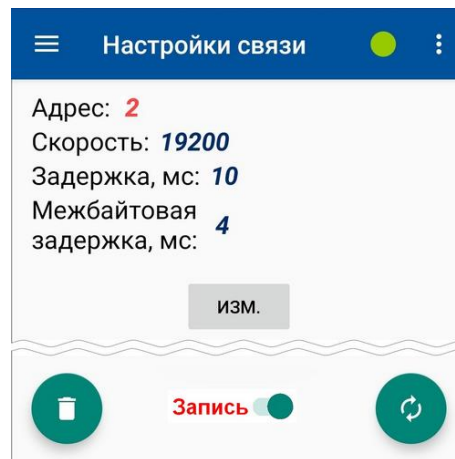 Настройки связи
Адрес: 2
Скорость: 19200
Задержка, мс: 10
Межбайтовая
задержка, мс: 4
изм.
Запись